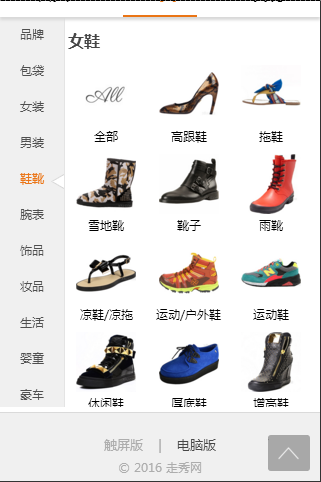 品牌
包袋
女装
男装
鞋靴
腕表
饰品
妆品
生活
婴童
豪车
女鞋
All
全部
高跟鞋
拖鞋
雪地靴
靴子
雨靴
凉鞋/凉拖
运动/户外鞋
运动鞋
休闲鞋
厚底鞋
增高鞋
触屏版 | 电脑版
© 2016 走秀网